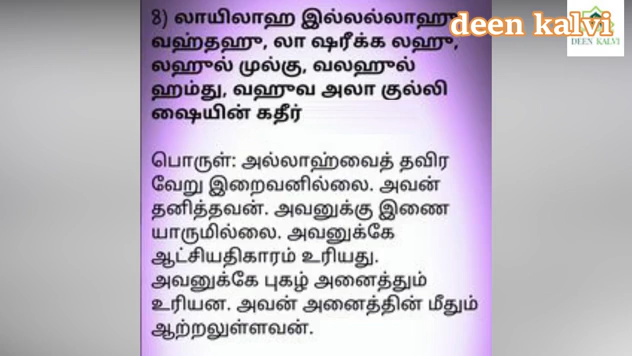 deen kalvi
DEEN KALVI
8) லாயிலாஹ இல்லல்லாஹு
வஹ்தஹு, லா ஷரீக்க லஹு,
லஹுல் முல்கு, வலஹுல்
ஹம்து, வஹுவ அலா குல்லி
ஷையின் கதீர்
பொருள்: அல்லாஹ்வைத் தவிர
வேறு இறைவனில்லை. அவன்
தனித்தவன். அவனுக்கு இணை
யாருமில்லை. அவனுக்கே
ஆட்சியதிகாரம் உரியது.
அவனுக்கே புகழ் அனைத்தும்
உரியன. அவன் அனைத்தின் மீதும்
ஆற்றலுள்ளவன்.